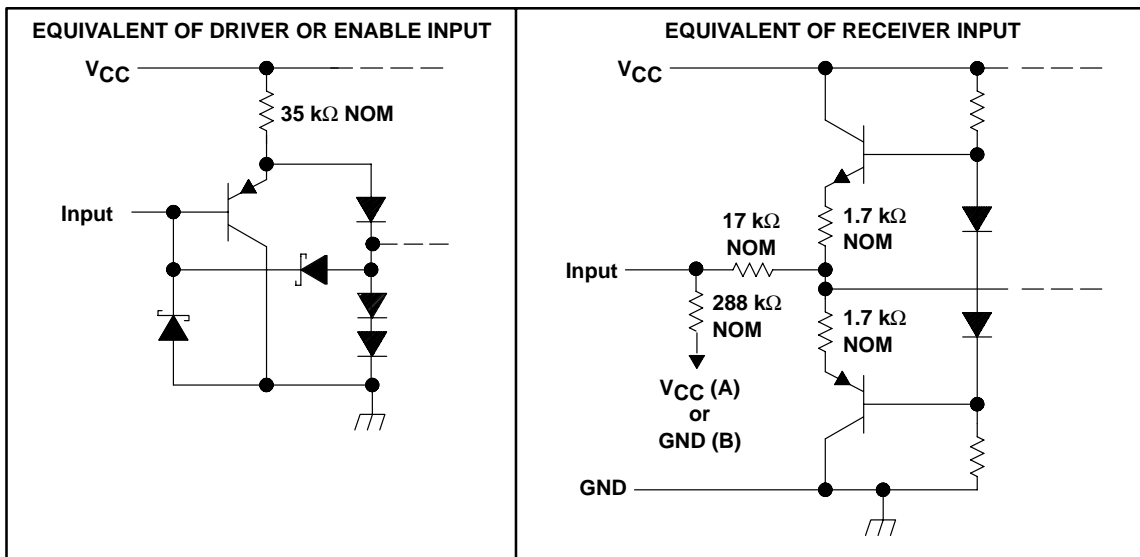 EQUIVALENT OF DRIVER OR ENABLE INPUT
VCC
35 kΩ NOM
Input
EQUIVALENT OF RECEIVER INPUT
VCC
17 kΩ
NOM
1.7 kΩ
NOM
Input
288 kΩ
NOM
1.7 kΩ
NOM
VCC (A)
or
GND (B)
GND